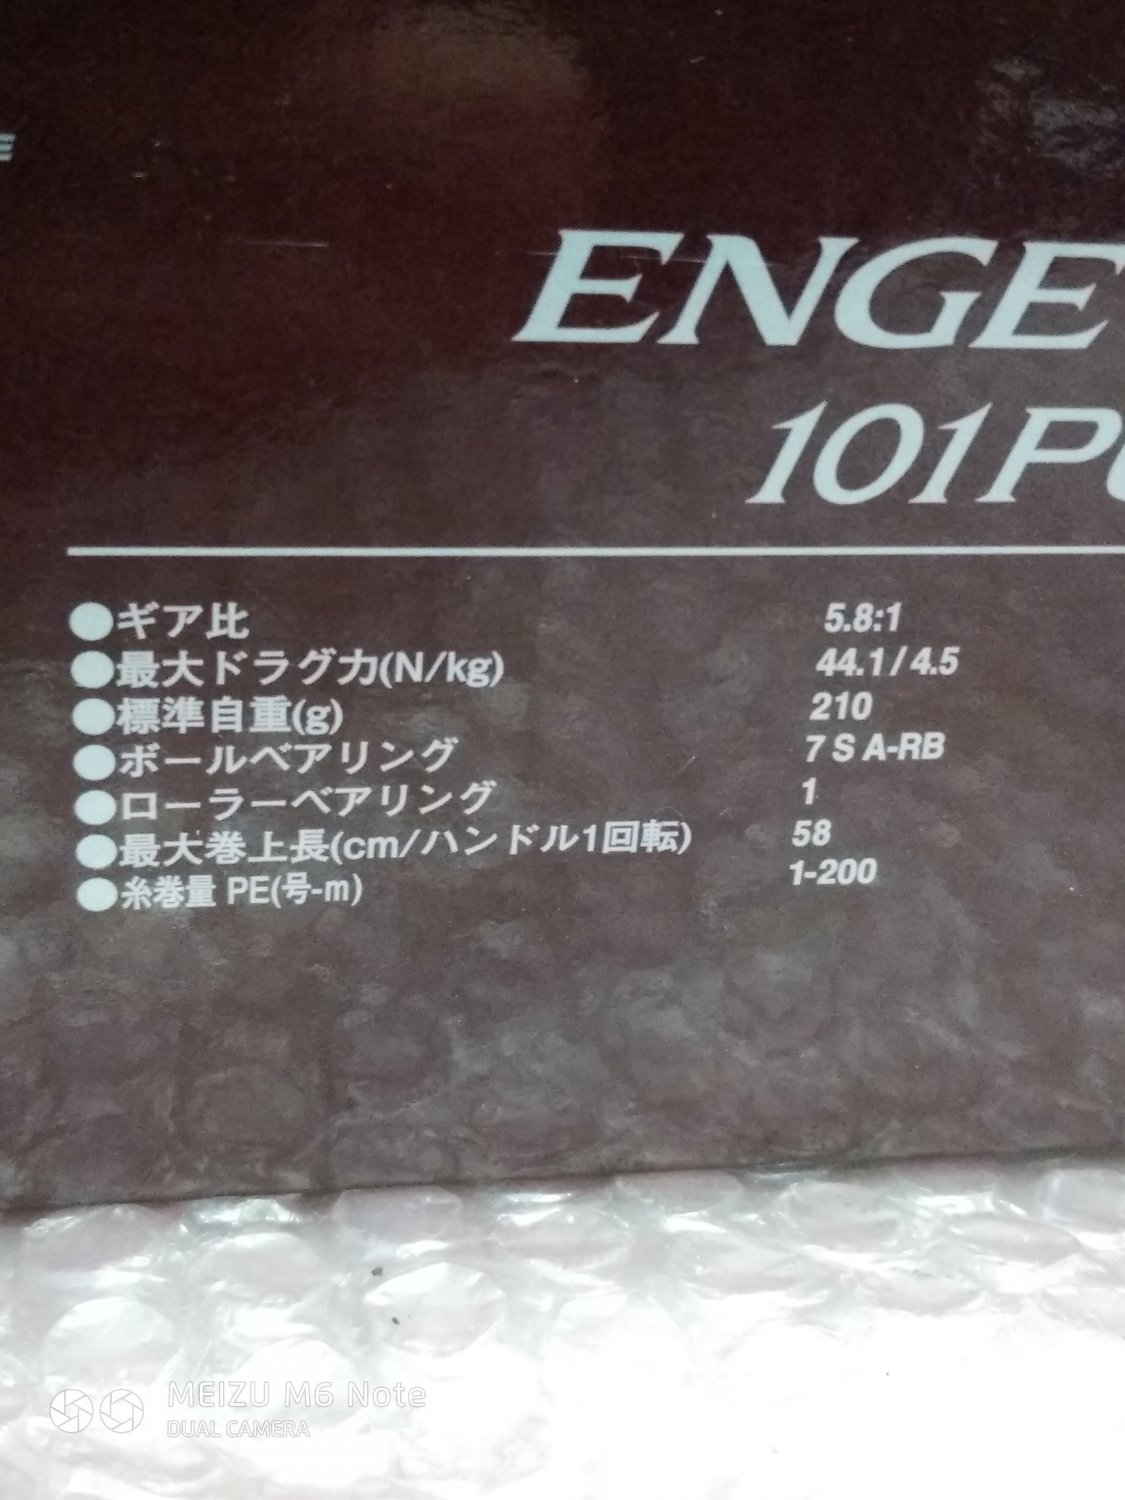 ENGE
101P
●ギア比 5.8:1
●最大ドラグ力(N/kg) 44.1/4.5
●標準自重(g) 210
●ボールベアリング 7 S A-RB
●ローラーベアリング 1
●最大巻上長(cm/ハンドル1回転) 58
●糸巻量 PE(号-m) 1-200
MEIZU M6 Note
DUAL CAMERA